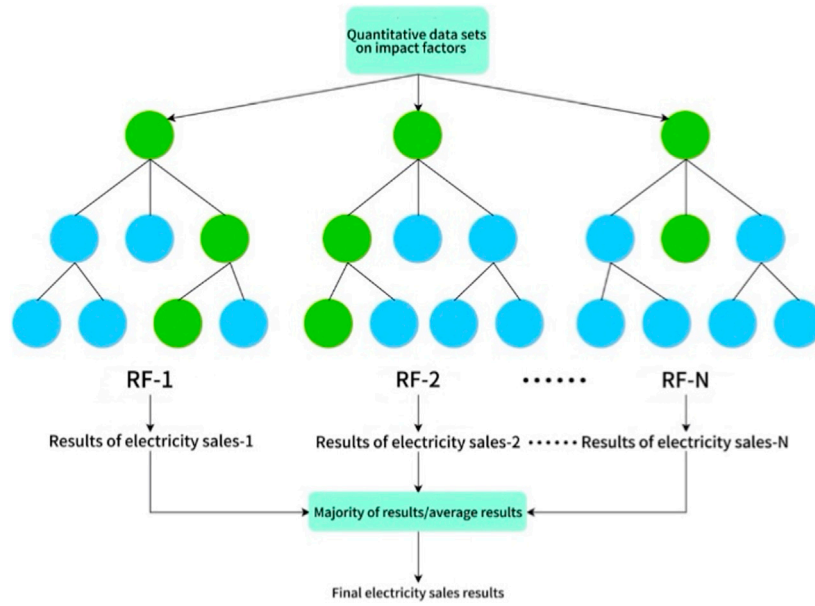 Quantitative data sets
on impact factors
RF-1
RF-2
······
RF-N
Results of electricity sales-1
Results of electricity sales-2 ······ Results of electricity sales-N
Majority of results/average results
Final electricity sales results